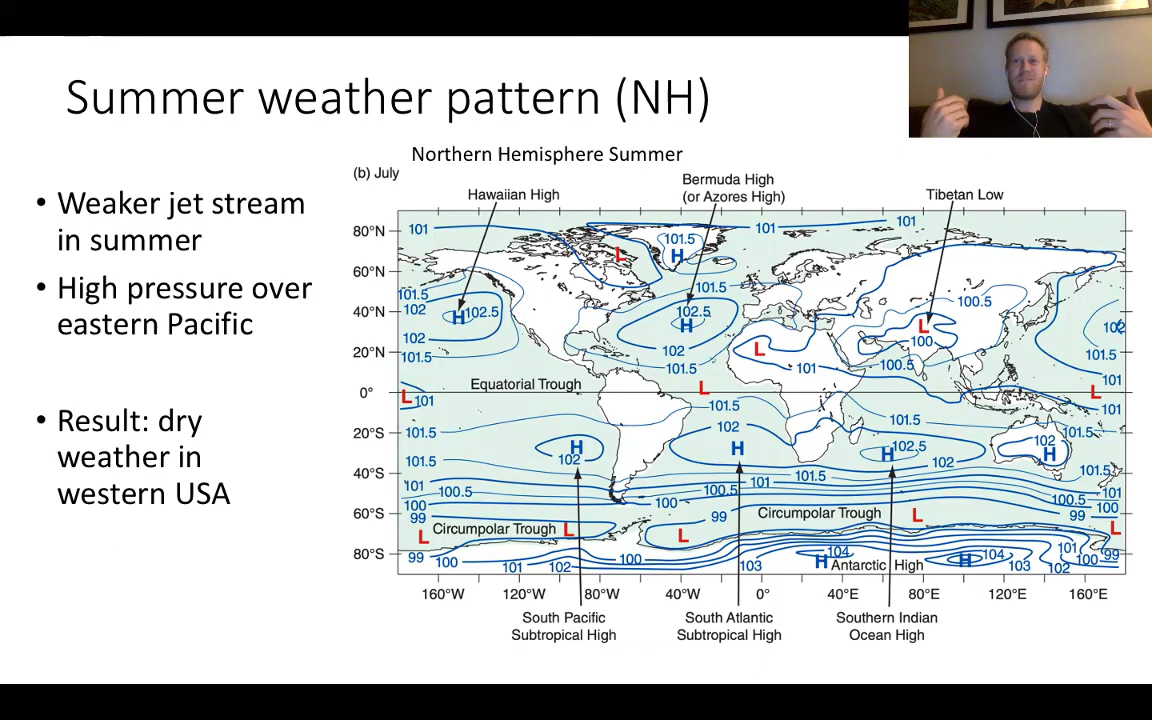 Summer weather pattern (NH)
• Weaker jet stream
in summer
• High pressure over
eastern Pacific
• Result: dry
weather in
western USA
Northern Hemisphere Summer
(b) July
Hawaiian High
Bermuda High
(or Azores High)
Tibetan Low
80°N
60°N
40°N
20°N
0°
20°S
40°S
60°S
80°S
101 101 101
L 101.5 H
101.5 101.5 100.5
102 H 102.5 102.5 H L 100 102
102 102 L 101.5
101.5 101.5 101 100.5
Equatorial Trough L L 101 L 101
101.5 101.5 101
101.5 102 101.5 102 101.5
H 102 H H 102.5 102 H
101.5 101.5 101.5
101 100.5 100 100.5 101 100.5 101
100 100
99 Circumpolar Trough L 99 Circumpolar Trough L 99 L
L L
99 100 101 102 100 103 104 H Antarctic High H 104 103 102 101 100 99
160°W 120°W 80°W 40°W 0° 40°E 80°E 120°E 160°E
South Pacific
Subtropical High
South Atlantic
Subtropical High
Southern Indian
Ocean High